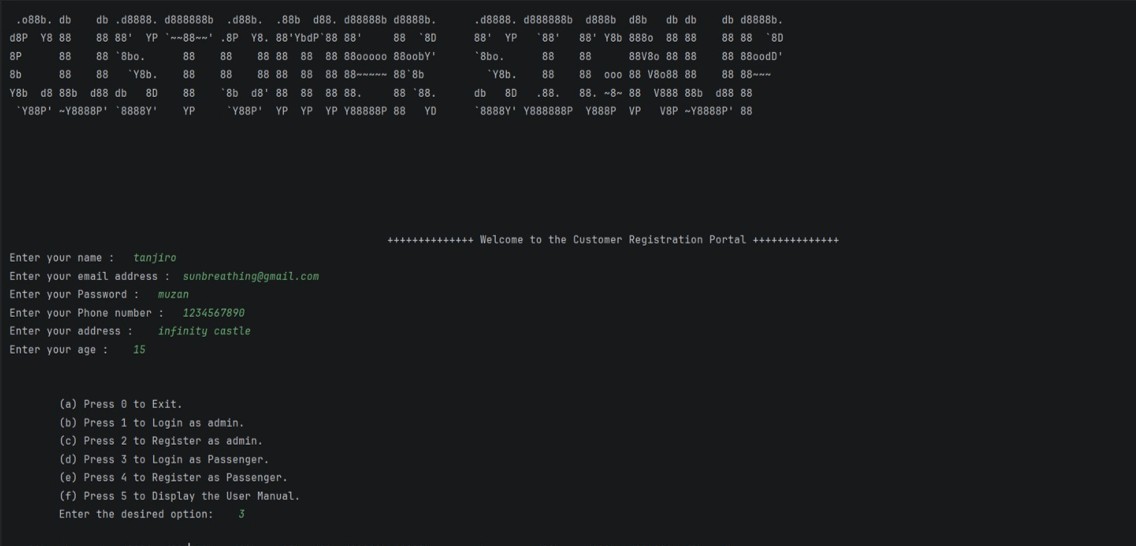 CUSTOMER SIGNUP
++++++++++++++ Welcome to the Customer Registration Portal ++++++++++++++
Enter your name :   tanjiro
Enter your email address :  sunbreathing@gmail.com
Enter your Password :   muzan
Enter your Phone number :   1234567890
Enter your address :    infinity castle
Enter your age :    15
(a) Press 0 to Exit.
(b) Press 1 to Login as admin.
(c) Press 2 to Register as admin.
(d) Press 3 to Login as Passenger.
(e) Press 4 to Register as Passenger.
(f) Press 5 to Display the User Manual.
Enter the desired option:    3